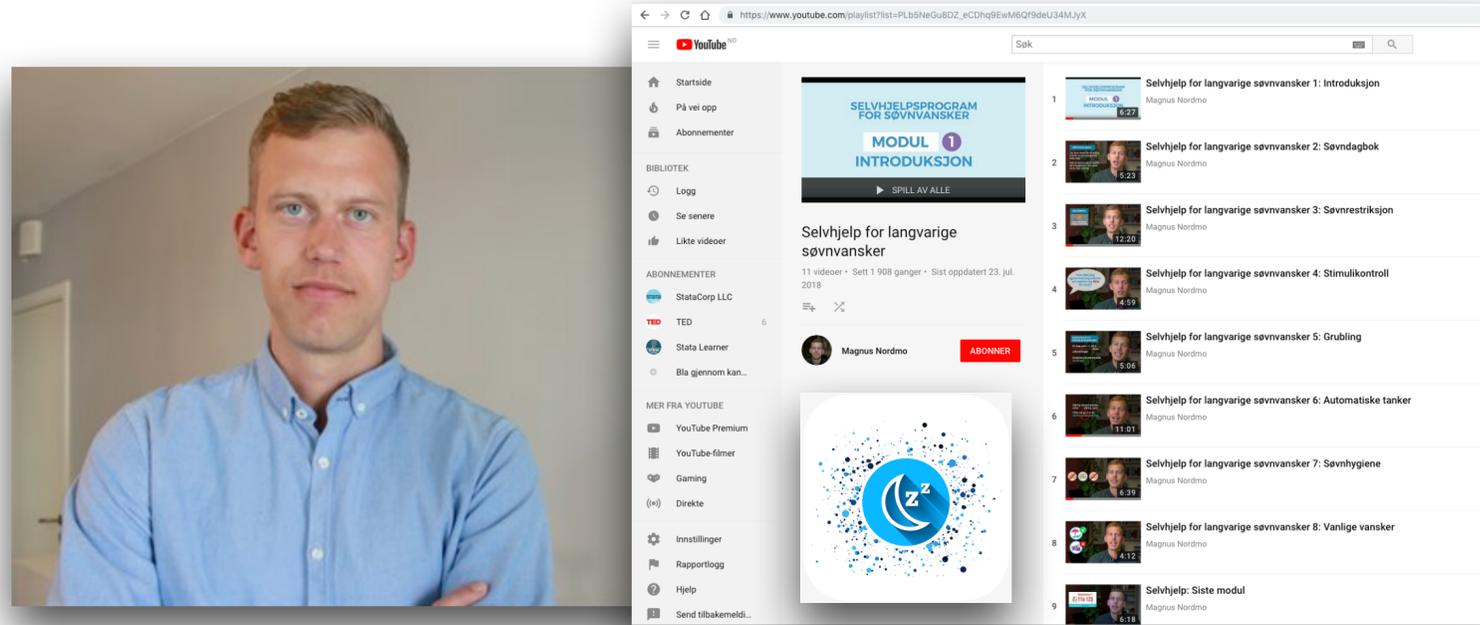 https://www.youtube.com/playlist?list=PLb5NeGu8DZ_eCDhq9EwM6Qf9deU34MJyX
YouTube NO
Søk
Startside
På vei opp
Abonnementer
BIBLIOTEK
Logg
Se senere
Likte videoer
ABONNEMENTER
StataCorp LLC
TED
TED 6
Stata Learner
Bla gjennom kan...
MER FRA YOUTUBE
YouTube Premium
YouTube-filmer
Gaming
Direkte
Innstillinger
Rapportlogg
Hjelp
Send tilbakemeldi...
SELVHJELPSPROGRAM
FOR SØVNVANSKER
MODUL 1
INTRODUKSJON
SPILL AV ALLE
Selvhjelp for langvarige
søvnvansker
11 videoer • Sett 1 908 ganger • Sist oppdatert 23. jul.
2018
Magnus Nordmo
ABONNER
z z
1
SELVHJELPSPROGRAM
FOR SØVNVANSKER
MODUL 1
INTRODUKSJON
6:27
Selvhjelp for langvarige søvnvansker 1: Introduksjon
Magnus Nordmo
2
5:23
Selvhjelp for langvarige søvnvansker 2: Søvndagbok
Magnus Nordmo
3
12:20
Selvhjelp for langvarige søvnvansker 3: Søvnrestriksjon
Magnus Nordmo
4
4:59
Selvhjelp for langvarige søvnvansker 4: Stimulikontroll
Magnus Nordmo
5
5:06
Selvhjelp for langvarige søvnvansker 5: Grubling
Magnus Nordmo
6
11:01
Selvhjelp for langvarige søvnvansker 6: Automatiske tanker
Magnus Nordmo
7
6:39
Selvhjelp for langvarige søvnvansker 7: Søvnhygiene
Magnus Nordmo
8
4:12
Selvhjelp for langvarige søvnvansker 8: Vanlige vansker
Magnus Nordmo
9
6:18
Selvhjelp: Siste modul
Magnus Nordmo